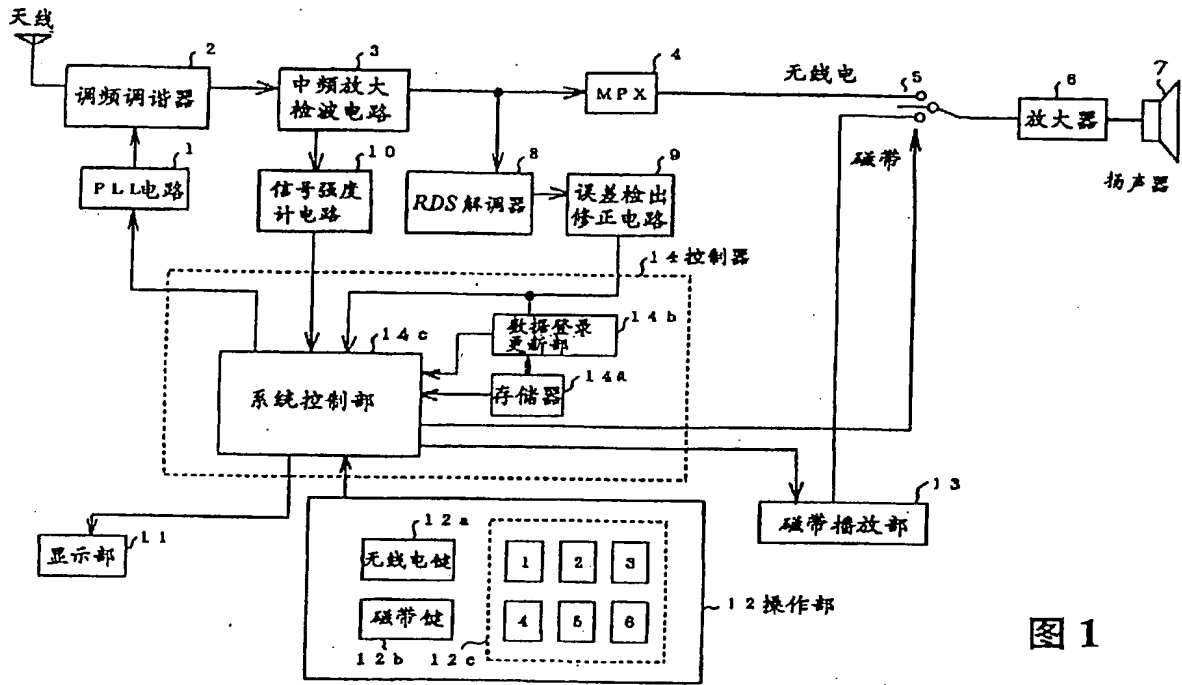 天线
2
调频调谐器
3
中频放大
检波电路
4
MPX
无线电
5
磁带
6
放大器
7
扬声器
1
PLL电路
10
信号强度
计电路
8
RDS解调器
9
误差检出
修正电路
14控制器
14c
系统控制部
数据登录
更新部
14b
存储器
14a
13
磁带播放部
显示部
11
12a
无线电键
磁带键
12b
12c
1
2
3
4
5
6
12操作部
图1